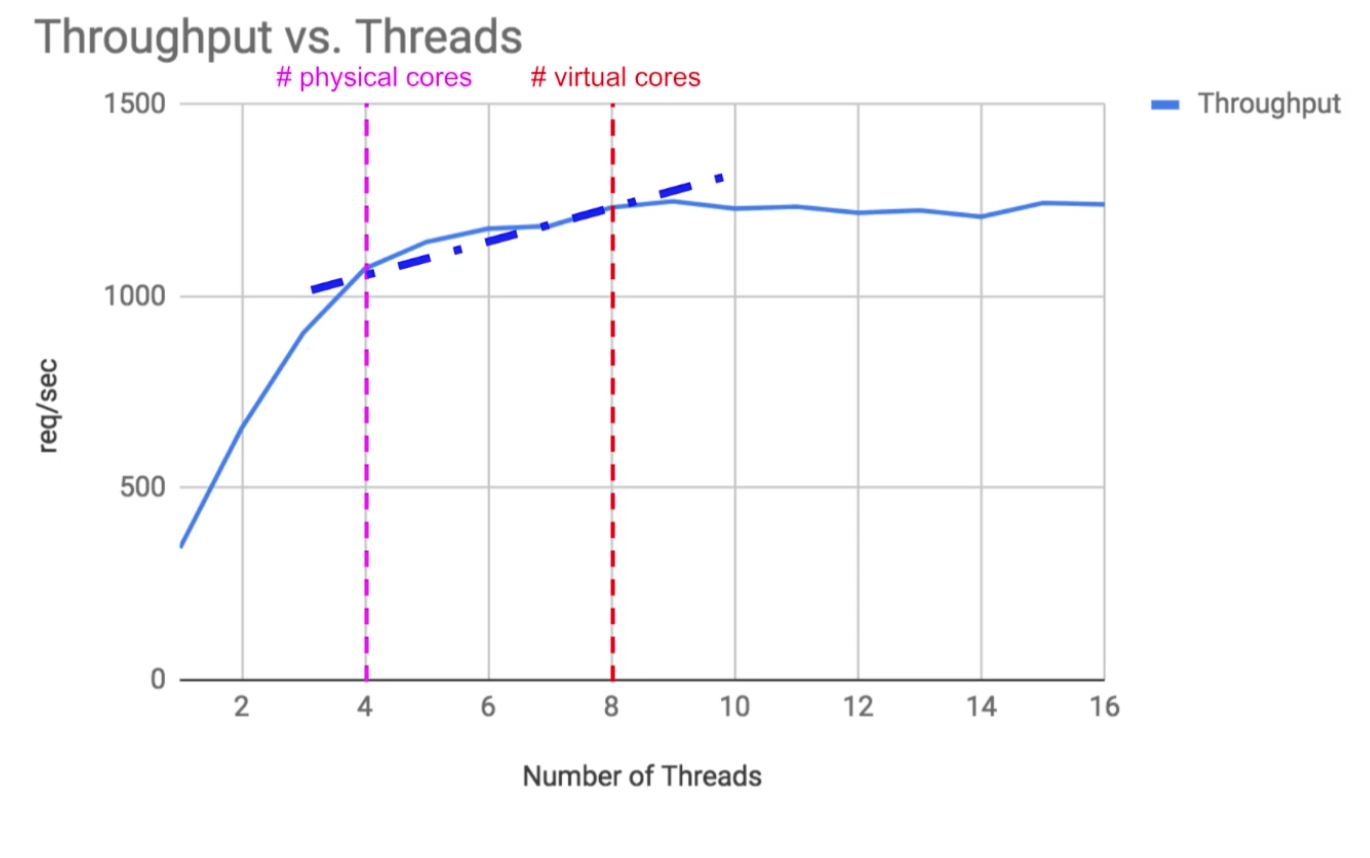 Throughput vs. Threads
# physical cores
# virtual cores
1500
Throughput
1000
req/sec
500
0
2
4
6
8
10
12
14
16
Number of Threads